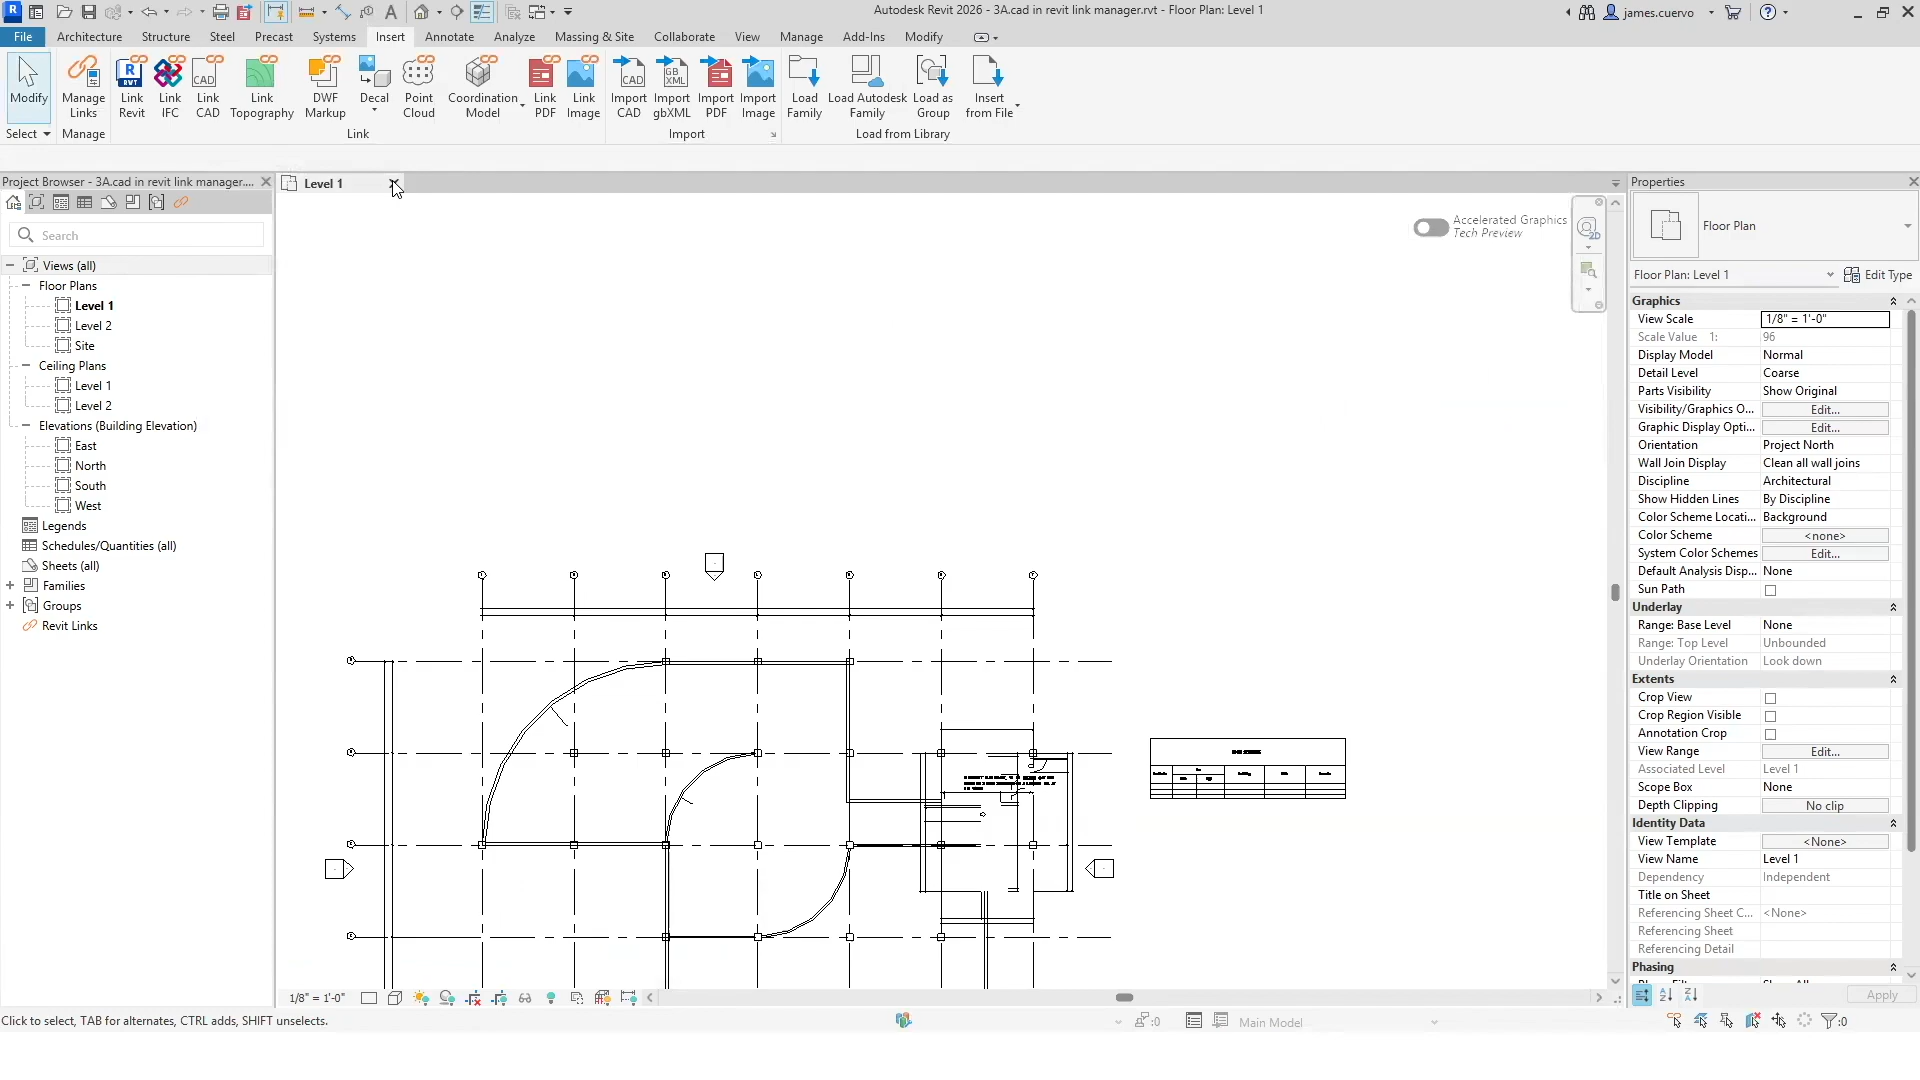 Autodesk Revit 2026 - 3A.cad in revit link manager.rvt - Floor Plan: Level 1
james.cuervo
File Architecture Structure Steel Precast Systems Insert Annotate Analyze Massing & Site Collaborate View Manage Add-Ins Modify
Modify
Manage Links
Link Revit
Link IFC
Link CAD
Link Topography
DWF Markup
Decal
Point Cloud
Coordination Model
Link PDF
Link Image
Import CAD
Import gbXML
Import PDF
Import Image
Load Family
Load Autodesk Family
Load as Group
Insert from File
Select Manage Link Import Load from Library
Project Browser - 3A.cad in revit link manager....
Search
Views (all)
Floor Plans
Level 1
Level 2
Site
Ceiling Plans
Level 1
Level 2
Elevations (Building Elevation)
East
North
South
West
Legends
Schedules/Quantities (all)
Sheets (all)
Families
Groups
Revit Links
Level 1
Accelerated Graphics
Tech Preview
2D
1/8" = 1'-0"
Properties
Floor Plan
Floor Plan: Level 1 Edit Type
Graphics
View Scale 1/8" = 1'-0"
Scale Value 1: 96
Display Model Normal
Detail Level Coarse
Parts Visibility Show Original
Visibility/Graphics O... Edit...
Graphic Display Opti... Edit...
Orientation Project North
Wall Join Display Clean all wall joins
Discipline Architectural
Show Hidden Lines By Discipline
Color Scheme Locati... Background
Color Scheme <none>
System Color Schemes Edit...
Default Analysis Disp... None
Sun Path
Underlay
Range: Base Level None
Range: Top Level Unbounded
Underlay Orientation Look down
Extents
Crop View
Crop Region Visible
Annotation Crop
View Range Edit...
Associated Level Level 1
Scope Box None
Depth Clipping No clip
Identity Data
View Template <None>
View Name Level 1
Dependency Independent
Title on Sheet
Referencing Sheet C... <None>
Referencing Sheet
Referencing Detail
Phasing
Apply
Click to select, TAB for alternates, CTRL adds, SHIFT unselects.
:0
Main Model
:0